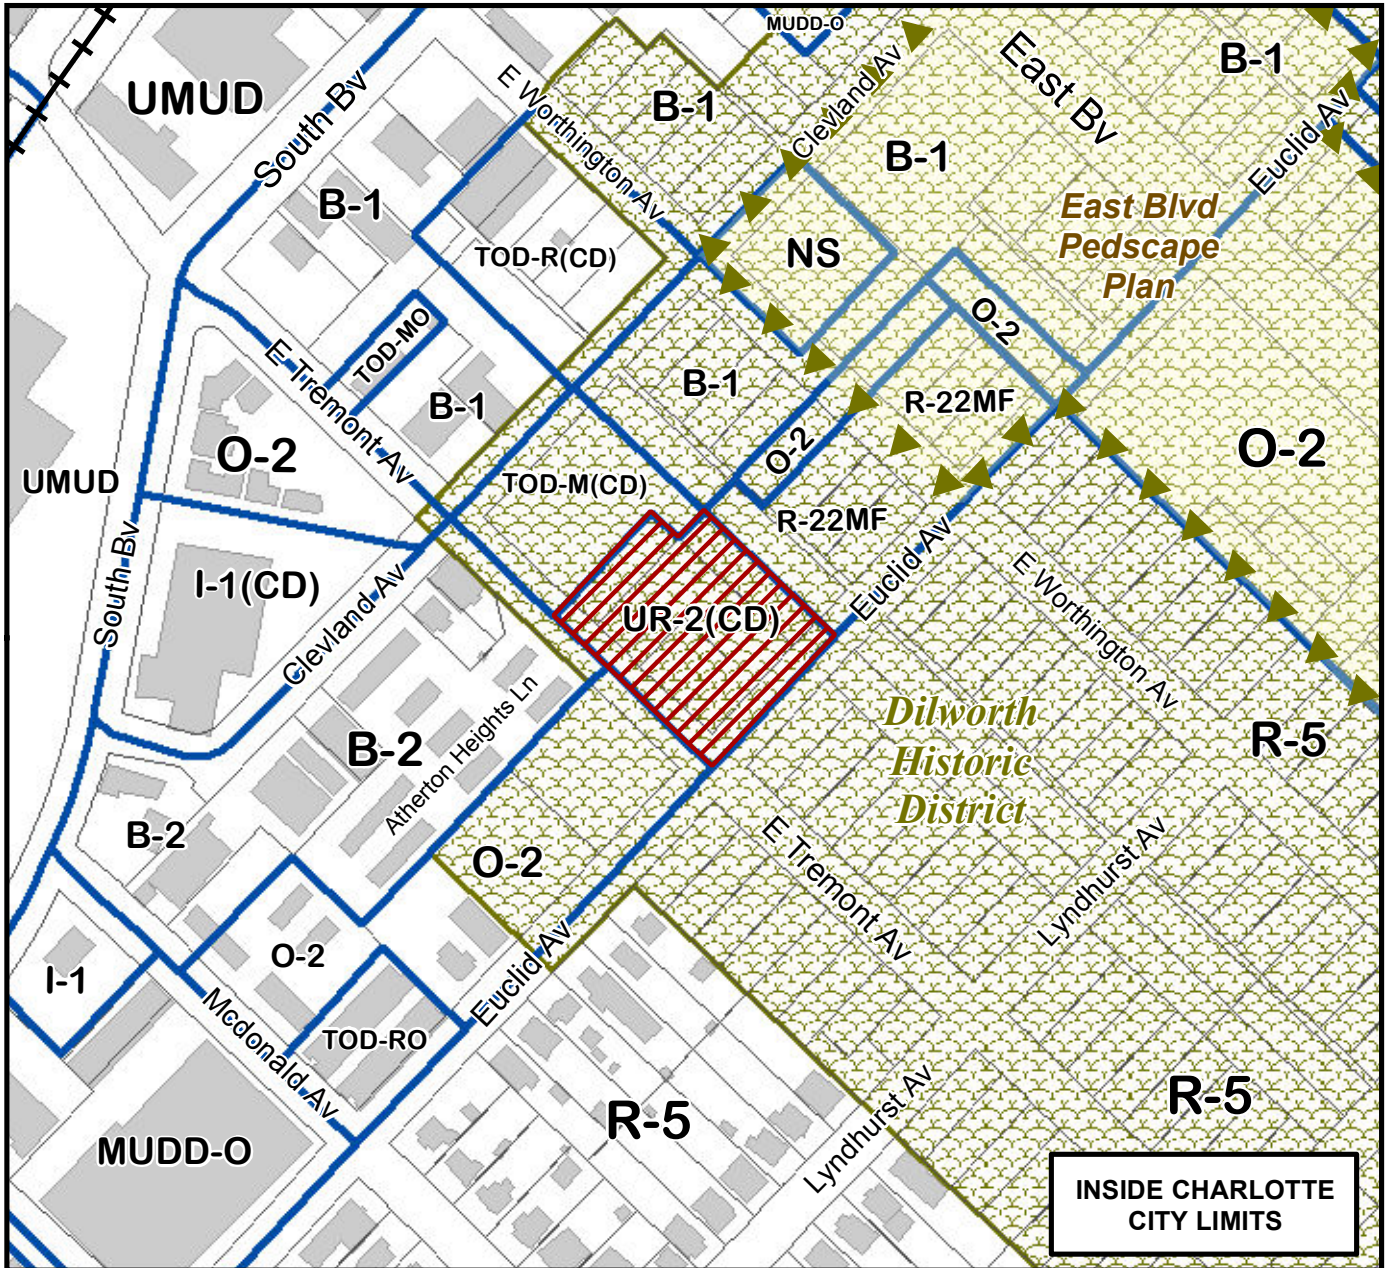 MUDD-O
UMUD
South Bv
E Worthington Av
B-1
Clevland Av
East Bv
B-1
B-1
Euclid Av
B-1
East Blvd
Pedscape
Plan
TOD-R(CD)
NS
TOD-MO
O-2
E Tremont Av
B-1
B-1
R-22MF
O-2
O-2
O-2
UMUD
TOD-M(CD)
R-22MF
South Bv
I-1(CD)
Clevland Av
UR-2(CD)
Euclid Av
E Worthington Av
Dilworth
Historic
District
R-5
B-2
Atherton Heights Ln
B-2
O-2
E Tremont Av
Lyndhurst Av
I-1
O-2
Mcdonald Av
TOD-RO
Euclid Av
R-5
Lyndhurst Av
R-5
MUDD-O
INSIDE CHARLOTTE
CITY LIMITS